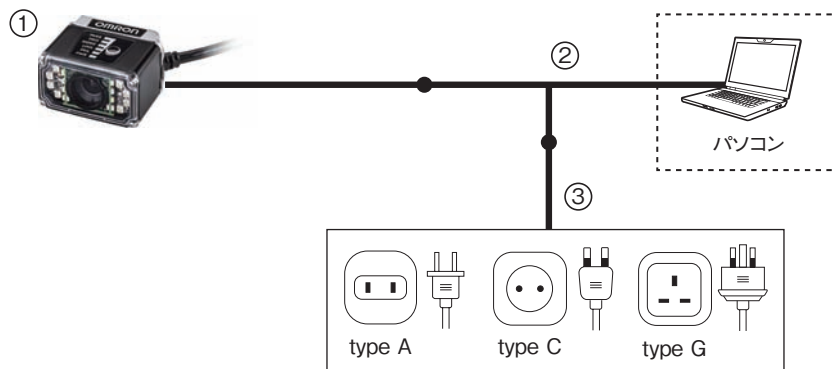 ①
OMRON
②
パソコン
③
type A
type C
type G